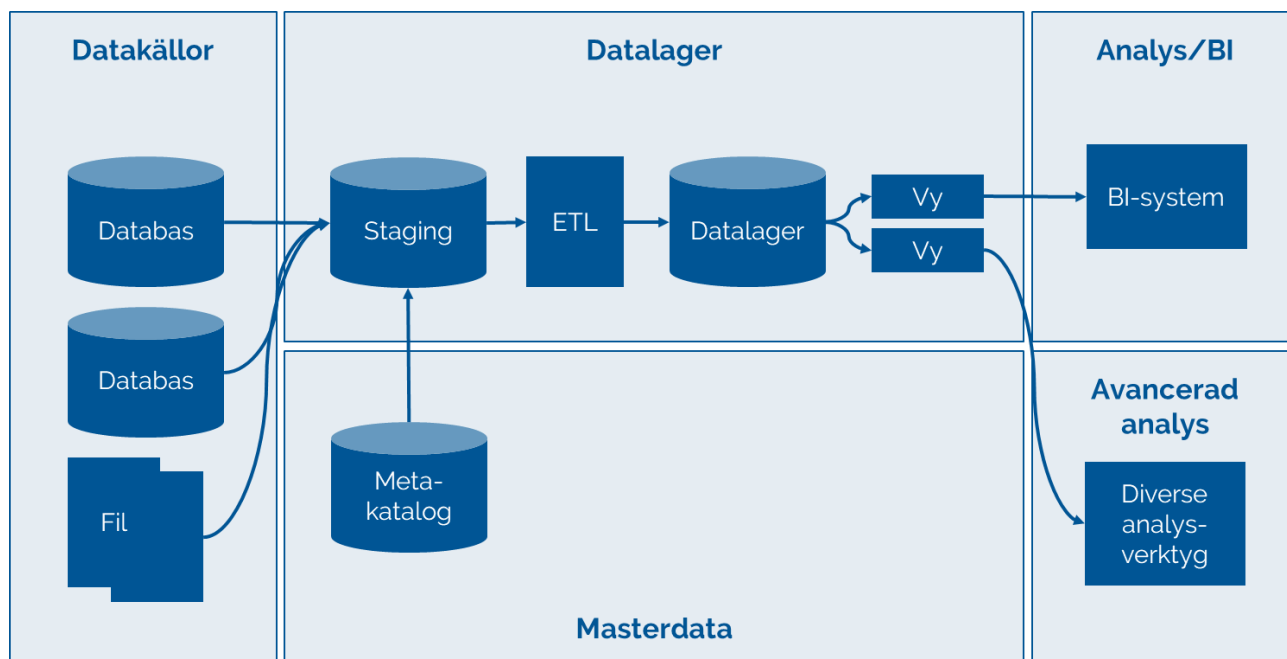 Datakällor
Datalager
Analys/BI
Databas
Staging
ETL
Datalager
Vy
Vy
BI-system
Databas
Fil
Meta-
katalog
Masterdata
Avancerad
analys
Diverse
analys-
verktyg